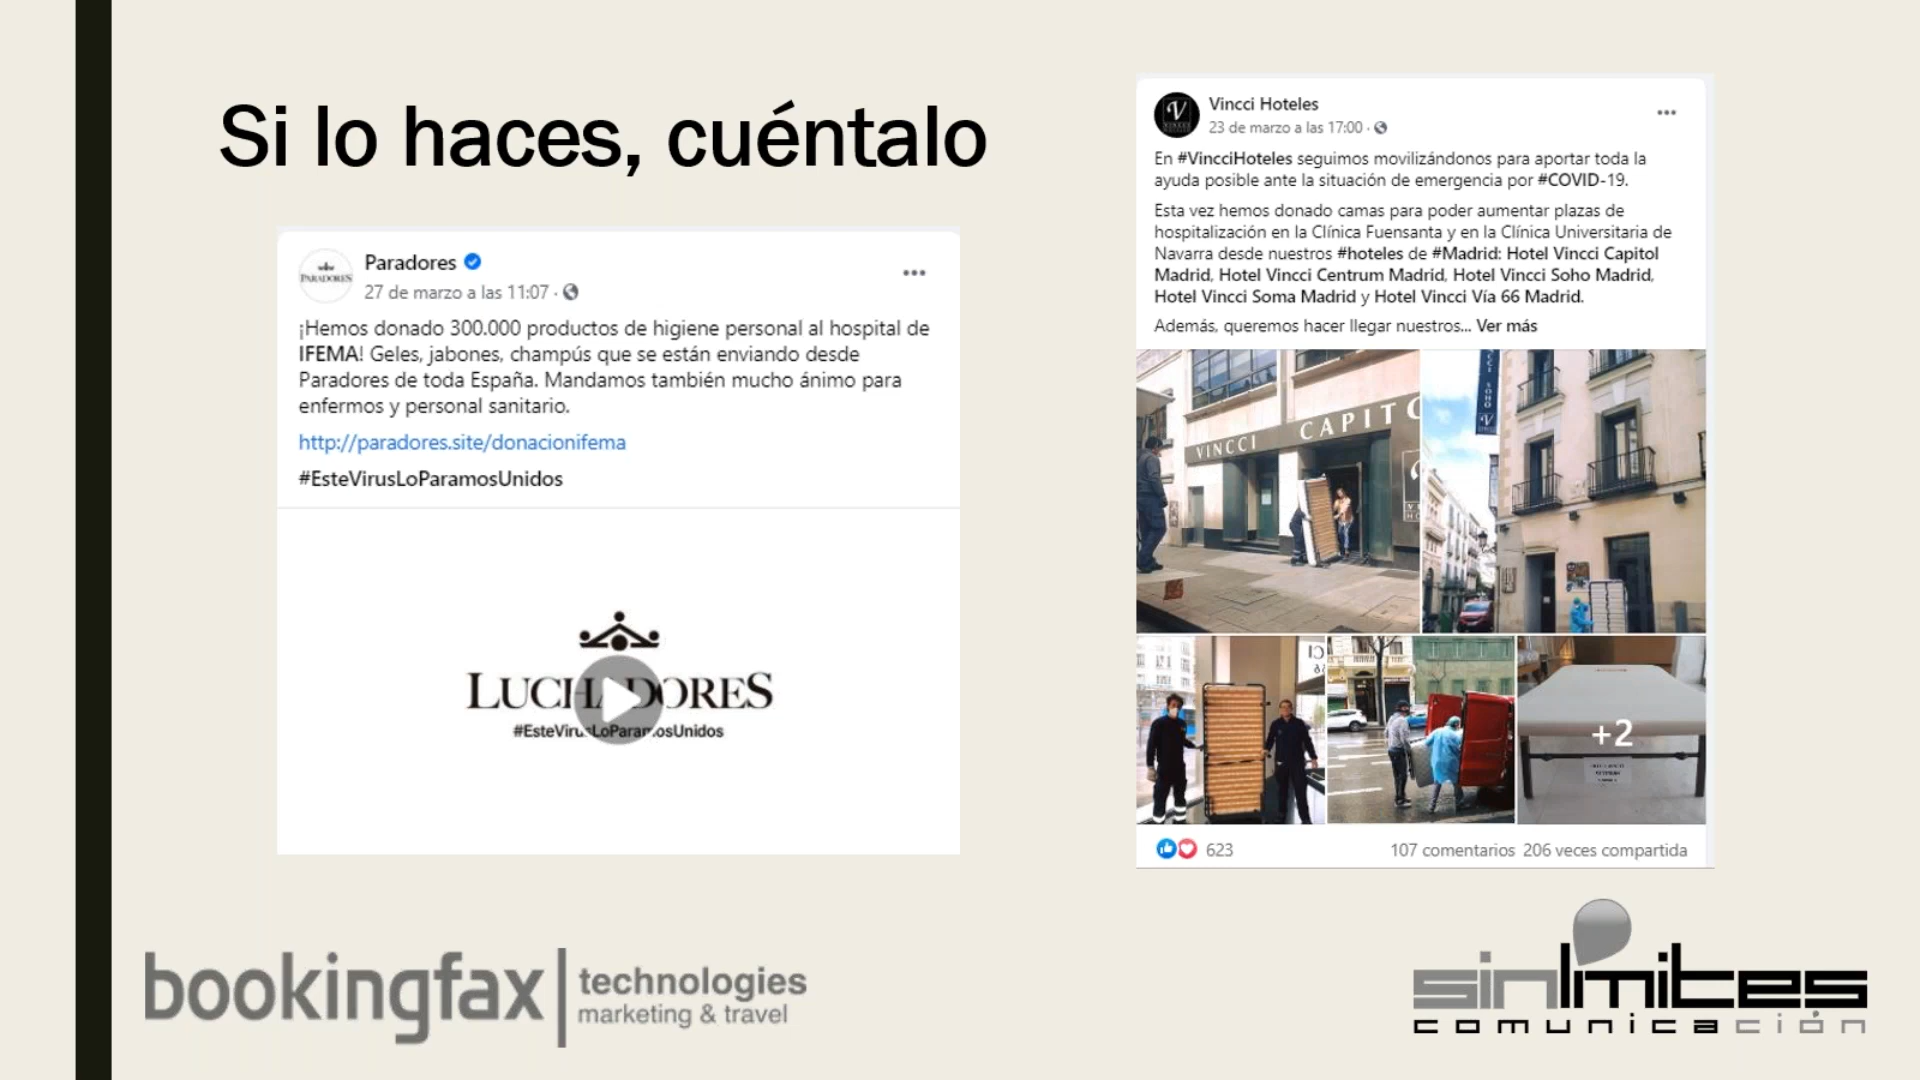 Si lo haces, cuéntalo
PARADORES
Paradores
27 de marzo a las 11:07 ·
¡Hemos donado 300.000 productos de higiene personal al hospital de
IFEMA! Geles, jabones, champús que se están enviando desde
Paradores de toda España. Mandamos también mucho ánimo para
enfermos y personal sanitario.
http://paradores.site/donacionifema
#EsteVirusLoParamosUnidos
LUCHADORES
#EsteVirusLoParamosUnidos
V
Vincci Hoteles
23 de marzo a las 17:00 ·
En #VincciHoteles seguimos movilizándonos para aportar toda la
ayuda posible ante la situación de emergencia por #COVID-19.
Esta vez hemos donado camas para poder aumentar plazas de
hospitalización en la Clínica Fuensanta y en la Clínica Universitaria de
Navarra desde nuestros #hoteles de #Madrid: Hotel Vincci Capitol
Madrid, Hotel Vincci Centrum Madrid, Hotel Vincci Soho Madrid,
Hotel Vincci Soma Madrid y Hotel Vincci Vía 66 Madrid.
Además, queremos hacer llegar nuestros... Ver más
VINCCI CAPITO
SOHO
+2
623
107 comentarios 206 veces compartida
bookingfax technologies
marketing & travel
sinlimites
comunicación